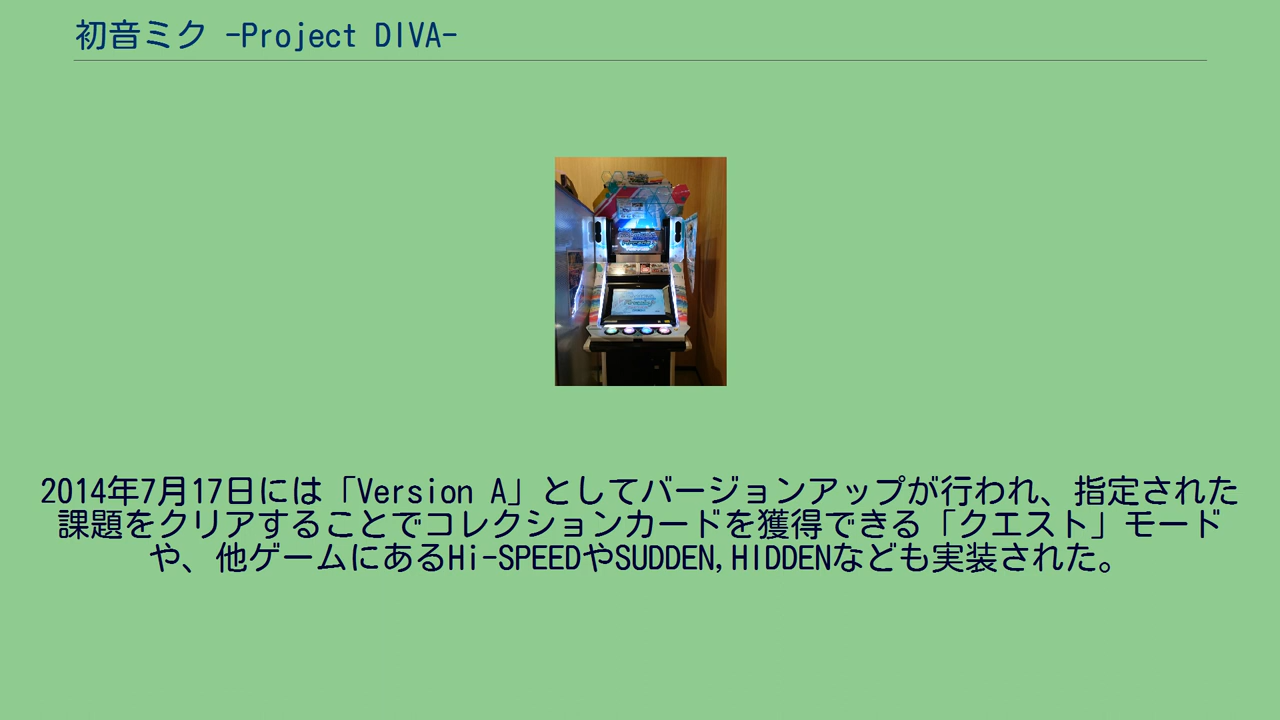 初音ミク -Project DIVA-
2014年7月17日には「Version A」としてバージョンアップが行われ、指定された
課題をクリアすることでコレクションカードを獲得できる「クエスト」モード
や、他ゲームにあるHi-SPEEDやSUDDEN,HIDDENなども実装された。